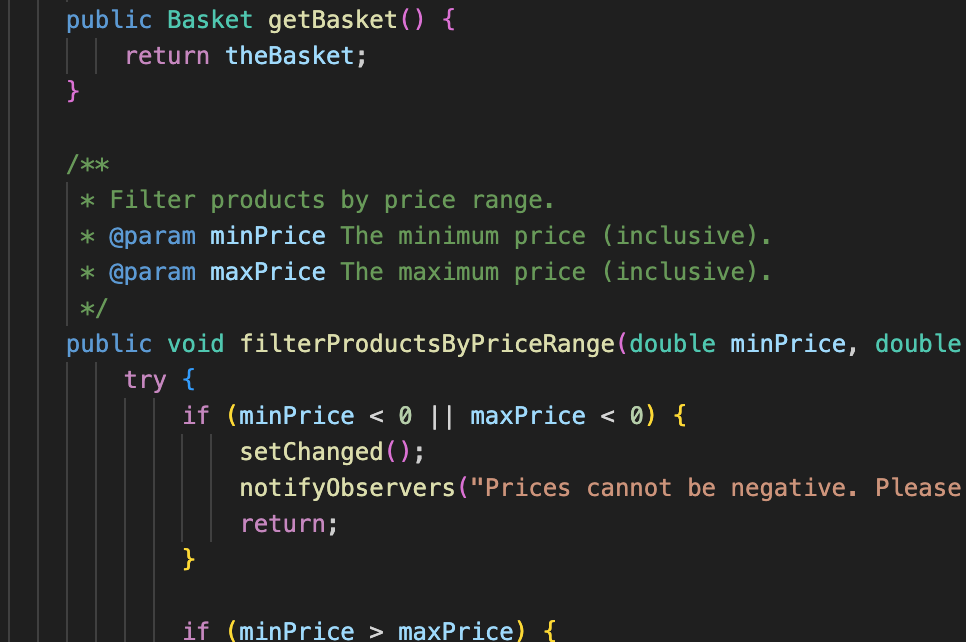 public Basket getBasket() {
return theBasket;
}
/**
* Filter products by price range.
* @param minPrice The minimum price (inclusive).
* @param maxPrice The maximum price (inclusive).
*/
public void filterProductsByPriceRange(double minPrice, double
try {
if (minPrice < 0 || maxPrice < 0) {
setChanged();
notifyObservers("Prices cannot be negative. Please
return;
}
if (minPrice > maxPrice) {